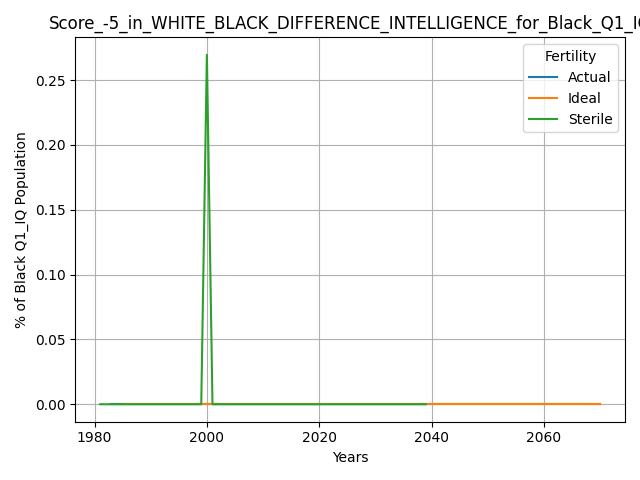 Score_-5_in_WHITE_BLACK_DIFFERENCE_INTELLIGENCE_for_Black_Q1_IQ
Fertility
Actual
Ideal
Sterile
% of Black Q1_IQ Population
0.25
0.20
0.15
0.10
0.05
0.00
1980 2000 2020 2040 2060
Years